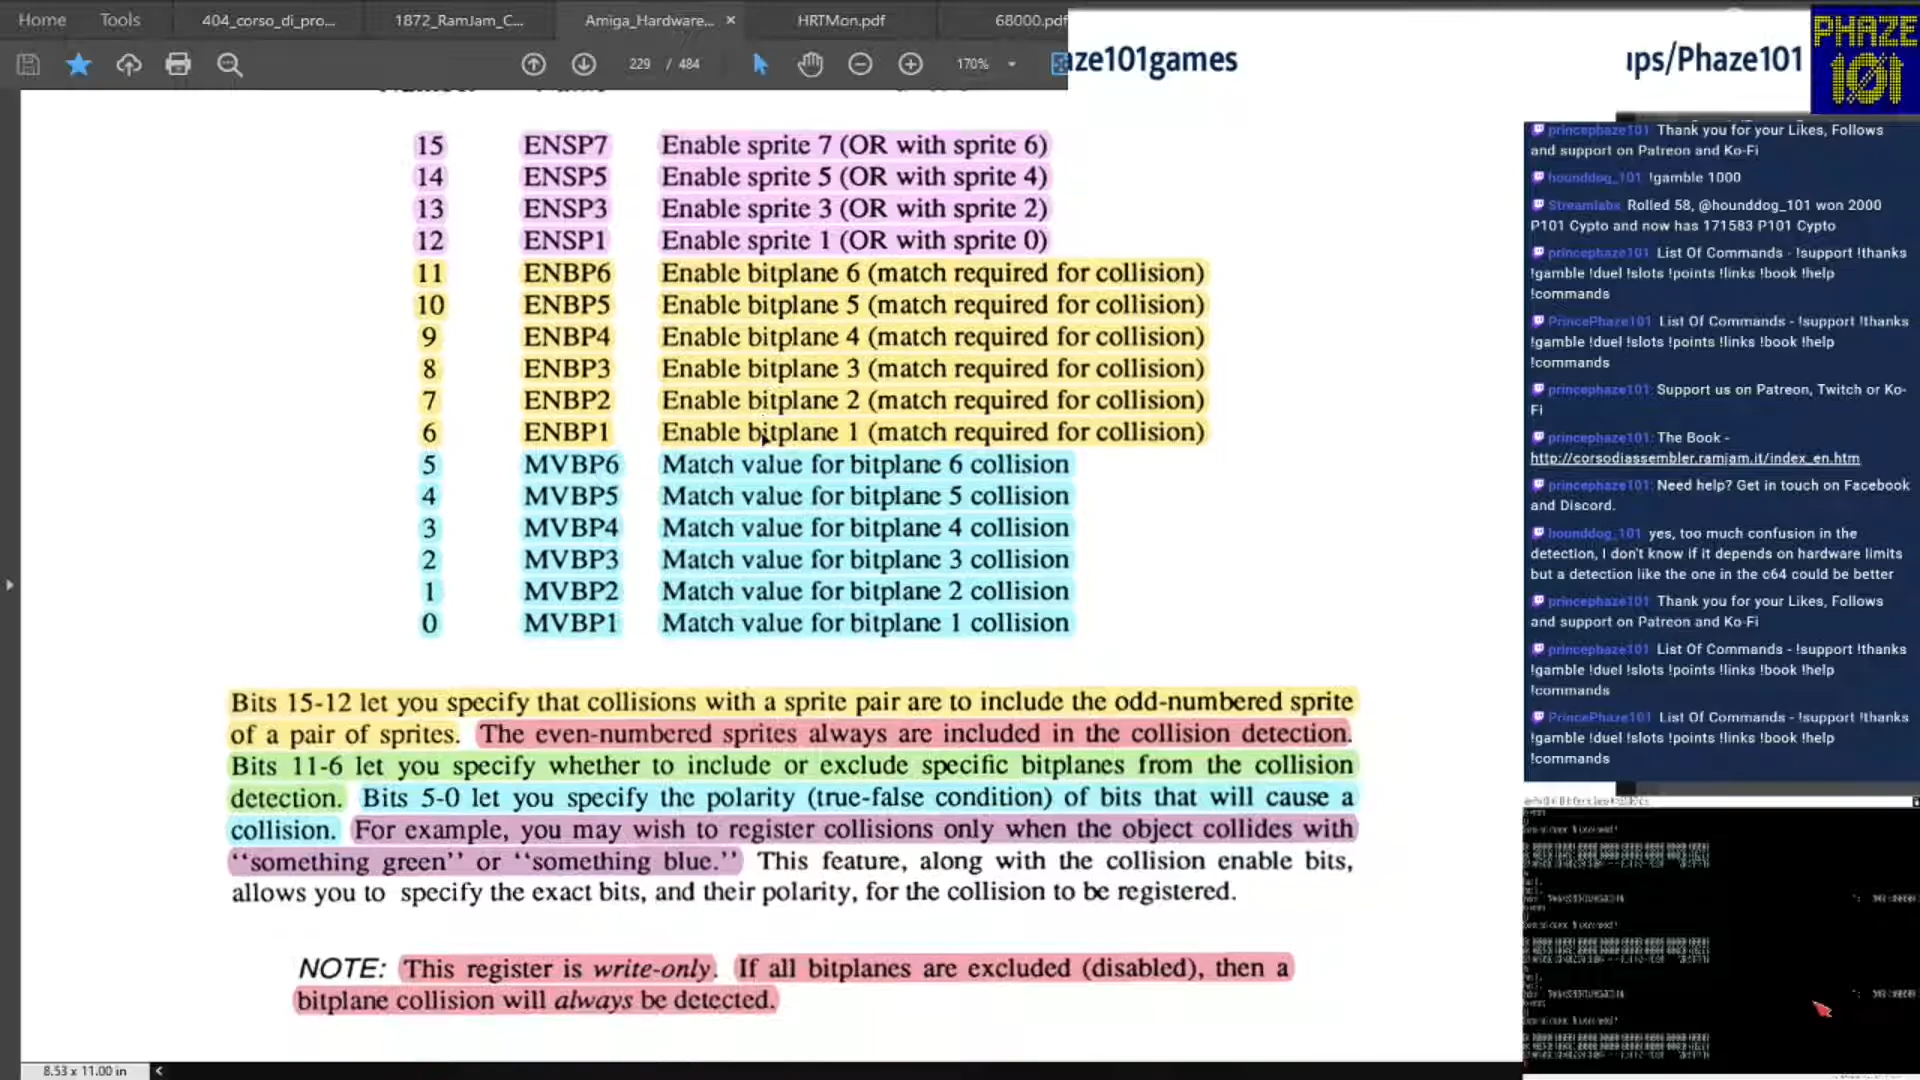 Home Tools 404_corso_di_pro... 1872_RamJam_C... Amiga_Hardware... × HRTMon.pdf 68000.pdf
229 / 484 170%
aze101games
ıps/Phaze101
PHAZE
101
15 ENSP7 Enable sprite 7 (OR with sprite 6)
14 ENSP5 Enable sprite 5 (OR with sprite 4)
13 ENSP3 Enable sprite 3 (OR with sprite 2)
12 ENSP1 Enable sprite 1 (OR with sprite 0)
11 ENBP6 Enable bitplane 6 (match required for collision)
10 ENBP5 Enable bitplane 5 (match required for collision)
9 ENBP4 Enable bitplane 4 (match required for collision)
8 ENBP3 Enable bitplane 3 (match required for collision)
7 ENBP2 Enable bitplane 2 (match required for collision)
6 ENBP1 Enable bitplane 1 (match required for collision)
5 MVBP6 Match value for bitplane 6 collision
4 MVBP5 Match value for bitplane 5 collision
3 MVBP4 Match value for bitplane 4 collision
2 MVBP3 Match value for bitplane 3 collision
1 MVBP2 Match value for bitplane 2 collision
0 MVBP1 Match value for bitplane 1 collision
Bits 15-12 let you specify that collisions with a sprite pair are to include the odd-numbered sprite
of a pair of sprites. The even-numbered sprites always are included in the collision detection.
Bits 11-6 let you specify whether to include or exclude specific bitplanes from the collision
detection. Bits 5-0 let you specify the polarity (true-false condition) of bits that will cause a
collision. For example, you may wish to register collisions only when the object collides with
‘‘something green’’ or ‘‘something blue.’’ This feature, along with the collision enable bits,
allows you to specify the exact bits, and their polarity, for the collision to be registered.
NOTE: This register is write-only. If all bitplanes are excluded (disabled), then a
bitplane collision will always be detected.
8.53 x 11.00 in
princephaze101 Thank you for your Likes, Follows
and support on Patreon and Ko-Fi
hounddog_101 !gamble 1000
Streamlabs Rolled 58, @hounddog_101 won 2000
P101 Cypto and now has 171583 P101 Cypto
princephaze101 List Of Commands - !support !thanks
!gamble !duel !slots !points !links !book !help
!commands
PrincePhaze101 List Of Commands - !support !thanks
!gamble !duel !slots !points !links !book !help
!commands
princephaze101: Support us on Patreon, Twitch or Ko-
Fi
princephaze101: The Book -
http://corsodiassembler.ramjam.it/index_en.htm
princephaze101: Need help? Get in touch on Facebook
and Discord.
hounddog_101 yes, too much confusion in the
detection, I don't know if it depends on hardware limits
but a detection like the one in the c64 could be better
princephaze101 Thank you for your Likes, Follows
and support on Patreon and Ko-Fi
princephaze101 List Of Commands - !support !thanks
!gamble !duel !slots !points !links !book !help
!commands
PrincePhaze101 List Of Commands - !support !thanks
!gamble !duel !slots !points !links !book !help
!commands